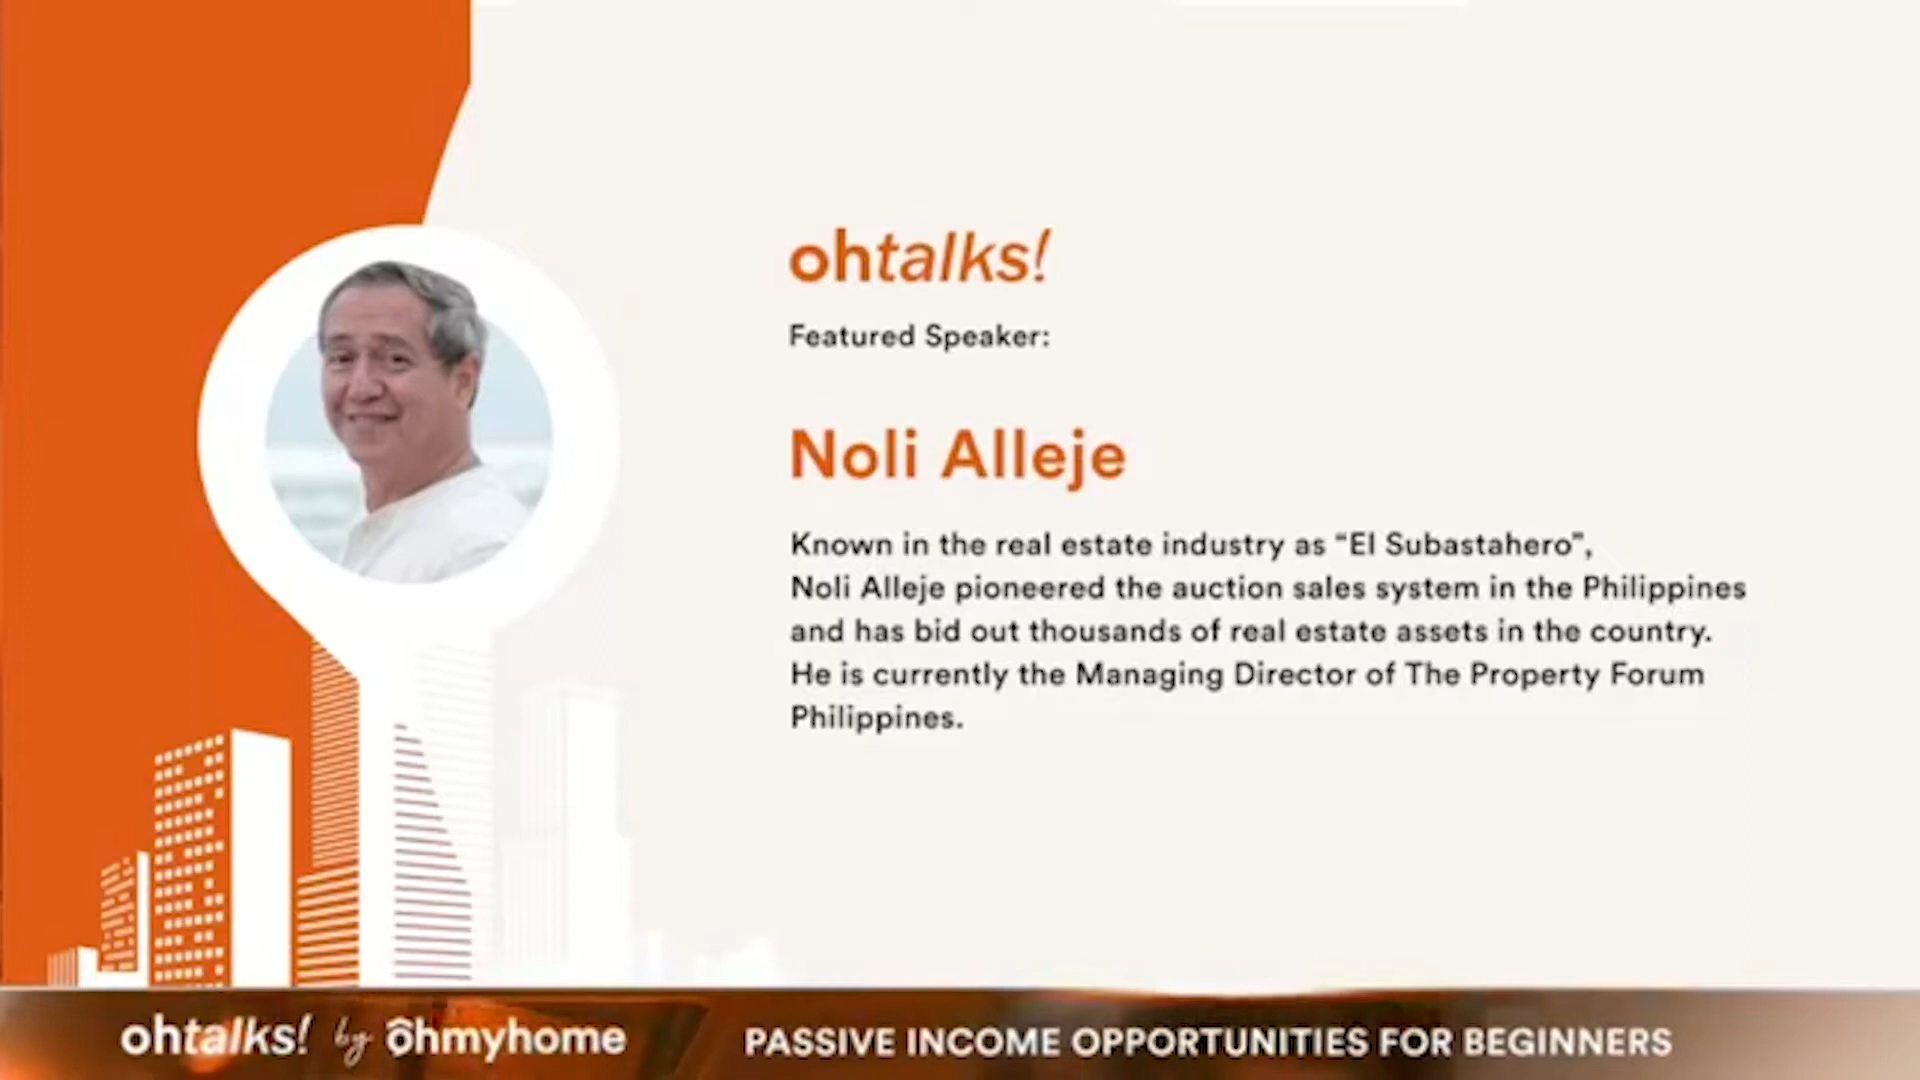 ohtalks!
Featured Speaker:
Noli Alleje
Known in the real estate industry as “El Subastahero”,
Noli Alleje pioneered the auction sales system in the Philippines
and has bid out thousands of real estate assets in the country.
He is currently the Managing Director of The Property Forum
Philippines.
ohtalks! by ôhmyhome
PASSIVE INCOME OPPORTUNITIES FOR BEGINNERS